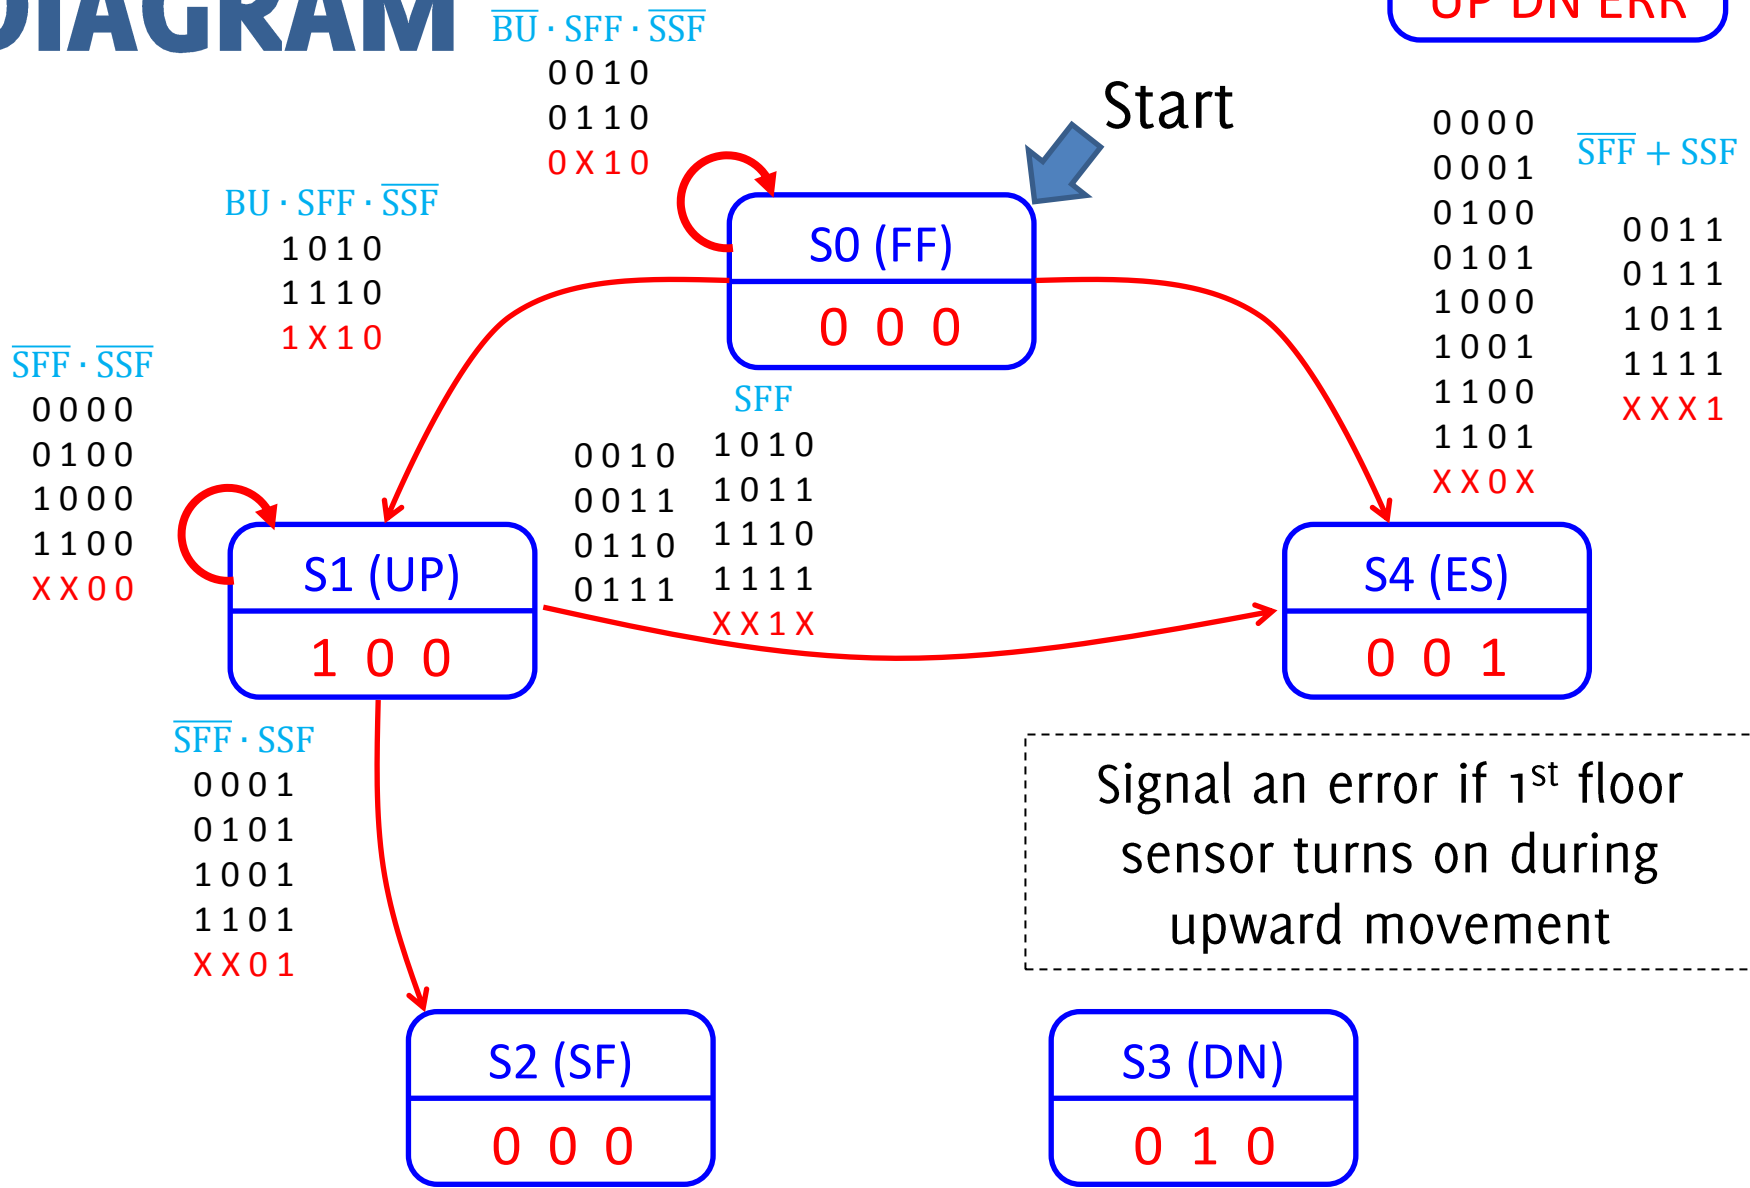 DIAGRAM
UP DN ERR
B̅U̅ · SFF · S̅S̅F̅
0 0 1 0
0 1 1 0
0 X 1 0
Start
0 0 0 0
0 0 0 1
0 1 0 0
0 1 0 1
1 0 0 0
1 0 0 1
1 1 0 0
1 1 0 1
X X 0 X
S̅F̅F̅ + SSF
0 0 1 1
0 1 1 1
1 0 1 1
1 1 1 1
X X X 1
BU · SFF · S̅S̅F̅
1 0 1 0
1 1 1 0
1 X 1 0
S0 (FF)
0 0 0
S̅F̅F̅ · S̅S̅F̅
0 0 0 0
0 1 0 0
1 0 0 0
1 1 0 0
X X 0 0
SFF
0 0 1 0
0 0 1 1
0 1 1 0
0 1 1 1
1 0 1 0
1 0 1 1
1 1 1 0
1 1 1 1
X X 1 X
S1 (UP)
1 0 0
S4 (ES)
0 0 1
S̅F̅F̅ · SSF
0 0 0 1
0 1 0 1
1 0 0 1
1 1 0 1
X X 0 1
Signal an error if 1st floor
sensor turns on during
upward movement
S2 (SF)
0 0 0
S3 (DN)
0 1 0